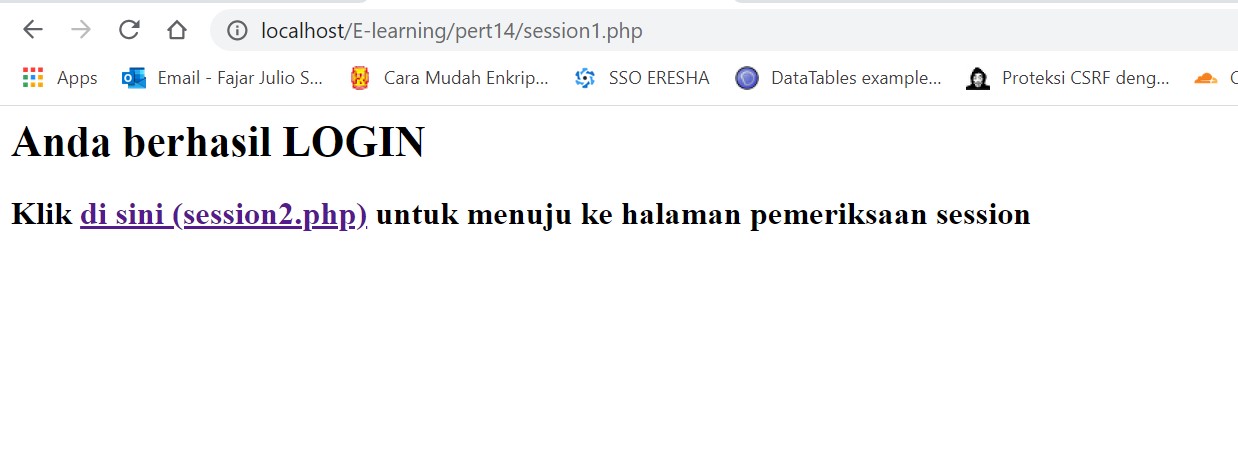 localhost/E-learning/pert14/session1.php
Apps Email - Fajar Julio S... Cara Mudah Enkrip... SSO ERESHA DataTables example... Proteksi CSRF deng...
Anda berhasil LOGIN
Klik di sini (session2.php) untuk menuju ke halaman pemeriksaan session